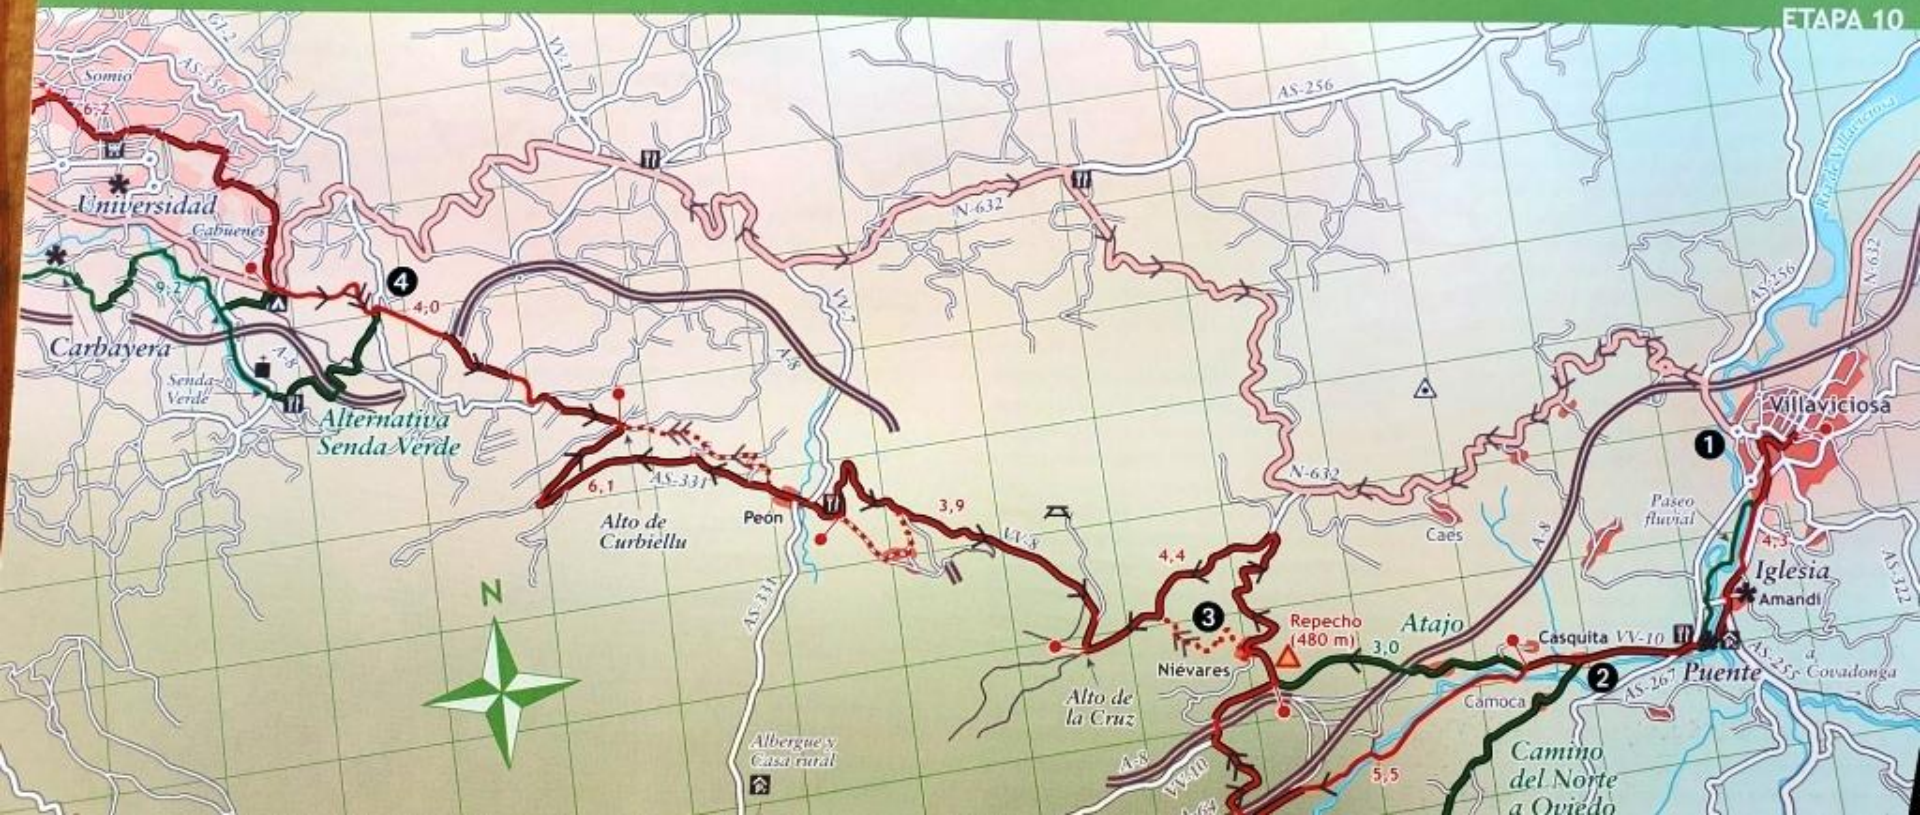 ETAPA 10
GI-2
VV-1
AS-356
Somió
6,2
AS-256
Ría de Villaviciosa
Universidad
Cabueñes
N-632
N-632
4
9,2
4,0
VV-7
AS-256
Carbayera
A-8
A-8
Senda
Verde
Alternativa
Senda Verde
Villaviciosa
1
N-632
AS-331
6,1
Paseo
fluvial
Peón
3,9
Alto de
Curbiellu
VV-8
Caes
A-8
4,3
4,4
AS-322
Iglesia
Amandi
N
AS-331
3
Repecho
(480 m)
Atajo
Casquita VV-10
3,0
Niévares
2
Puente
AS-267
AS-255
a
Covadonga
Camoca
Alto de
la Cruz
Albergue y
Casa rural
A-8
VV-10
5,5
Camino
del Norte
a Oviedo
A-64